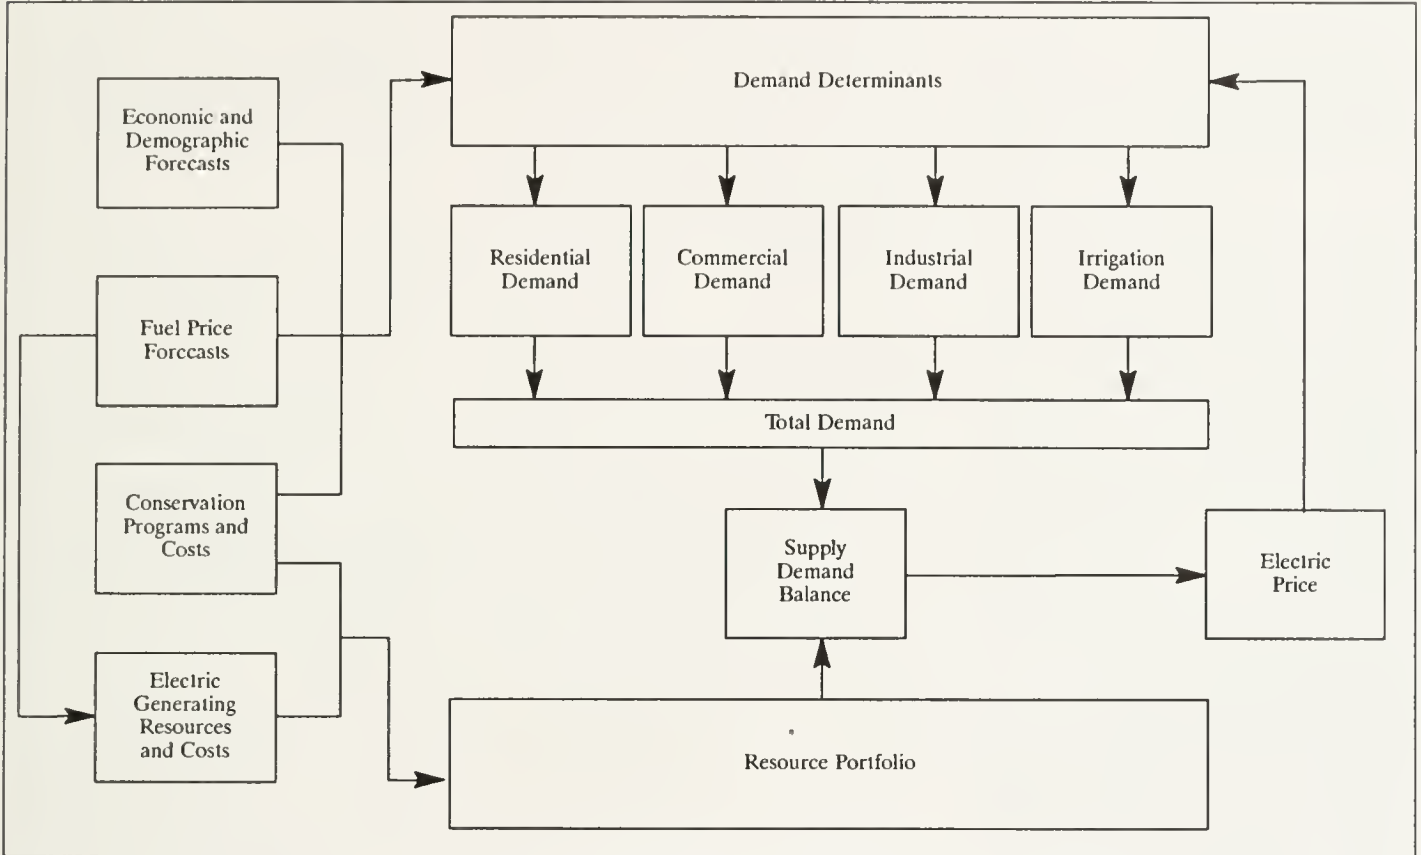 Demand Determinants
Economic and
Demographic
Forecasts
Residential
Demand
Commercial
Demand
Industrial
Demand
Irrigation
Demand
Fuel Price
Forecasts
Total Demand
Conservation
Programs and
Costs
Supply
Demand
Balance
Electric
Price
Electric
Generating
Resources
and Costs
Resource Portfolio